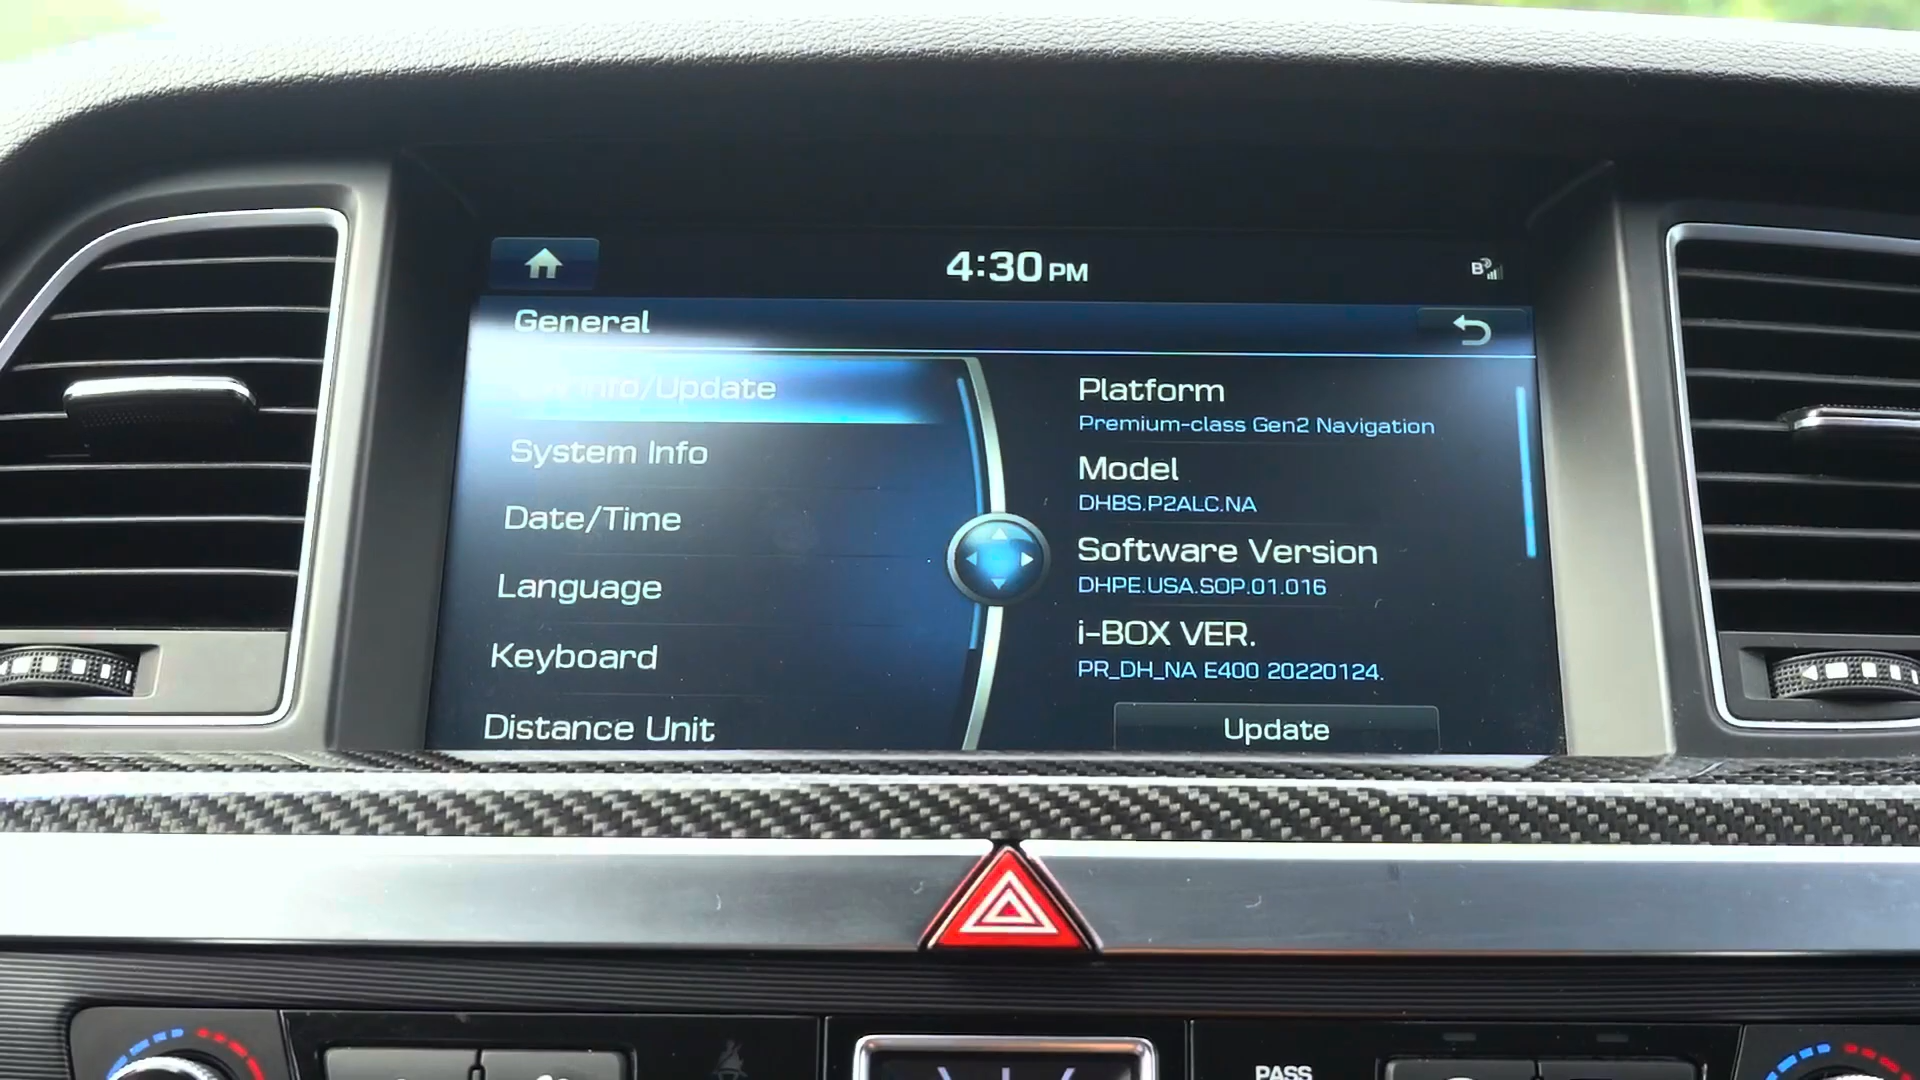 4:30 PM
B
General
Info/Update
System Info
Date/Time
Language
Keyboard
Distance Unit
Platform
Premium-class Gen2 Navigation
Model
DHBS.P2ALC.NA
Software Version
DHPE.USA.SOP.01.016
i-BOX VER.
PR_DH_NA E400 20220124.
Update
PASS